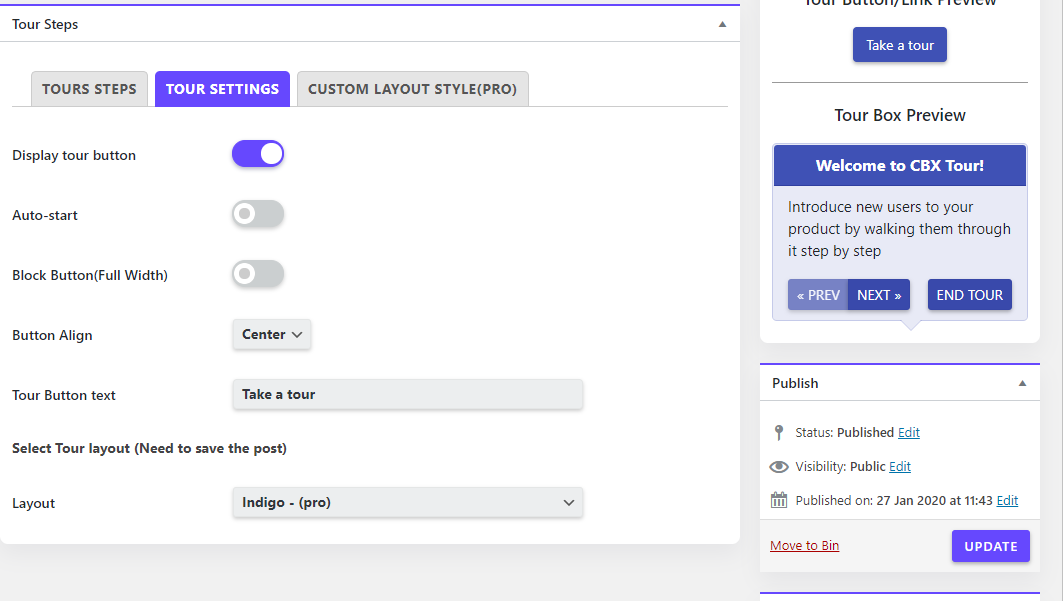 Tour Steps
TOURS STEPS
TOUR SETTINGS
CUSTOM LAYOUT STYLE(PRO)
Display tour button
Auto-start
Block Button(Full Width)
Button Align
Center
Tour Button text
Take a tour
Select Tour layout (Need to save the post)
Layout
Indigo - (pro)
Tour Button/Link Preview
Take a tour
Tour Box Preview
Welcome to CBX Tour!
Introduce new users to your
product by walking them through
it step by step
« PREV
NEXT »
END TOUR
Publish
Status: Published Edit
Visibility: Public Edit
Published on: 27 Jan 2020 at 11:43 Edit
Move to Bin
UPDATE